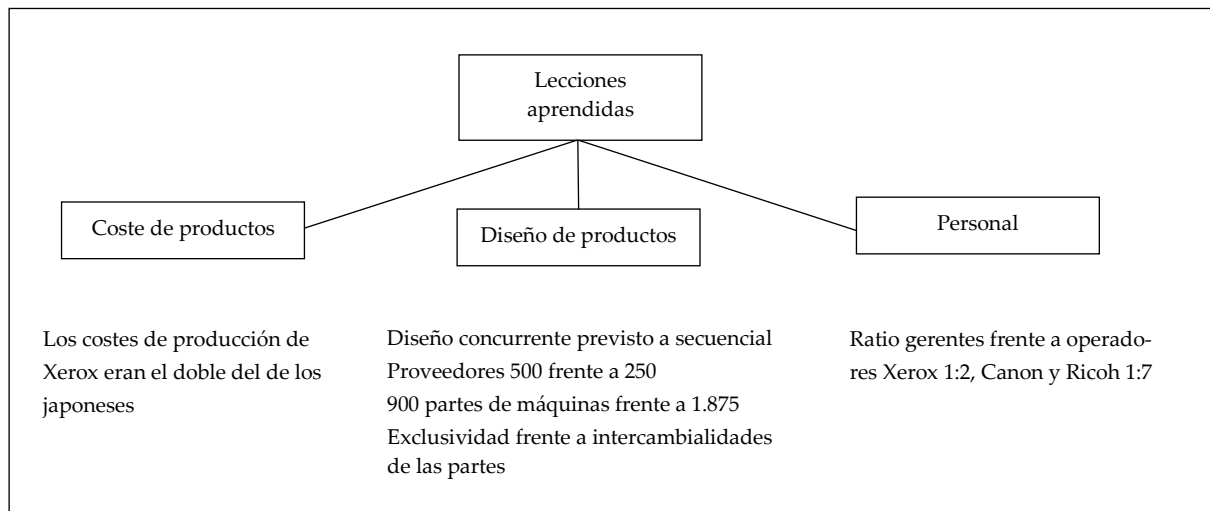 Lecciones
aprendidas
Coste de productos
Diseño de productos
Personal
Los costes de producción de
Xerox eran el doble del de los
japoneses
Diseño concurrente previsto a secuencial
Proveedores 500 frente a 250
900 partes de máquinas frente a 1.875
Exclusividad frente a intercambialidades
de las partes
Ratio gerentes frente a operado-
res Xerox 1:2, Canon y Ricoh 1:7